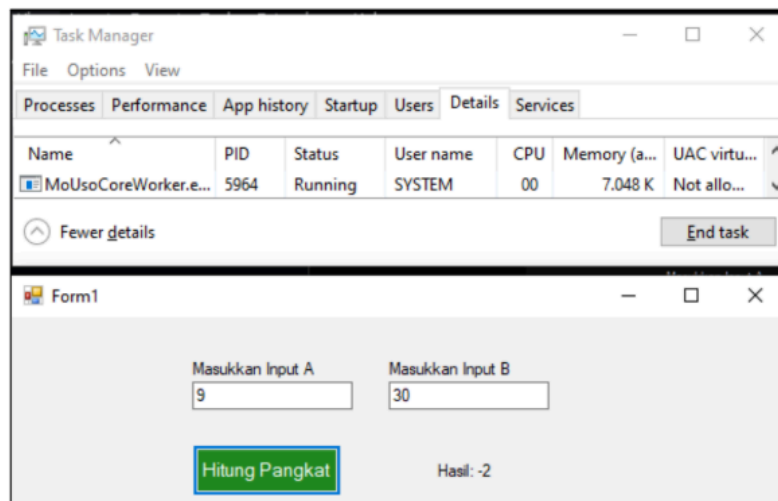 Task Manager
File Options View
Processes Performance App history Startup Users Details Services
Name PID Status User name CPU Memory (a... UAC virtu...
MoUsoCoreWorker.e... 5964 Running SYSTEM 00 7.048 K Not allo...
Fewer details End task
Form1
Masukkan Input A Masukkan Input B
9 30
Hitung Pangkat Hasil: -2